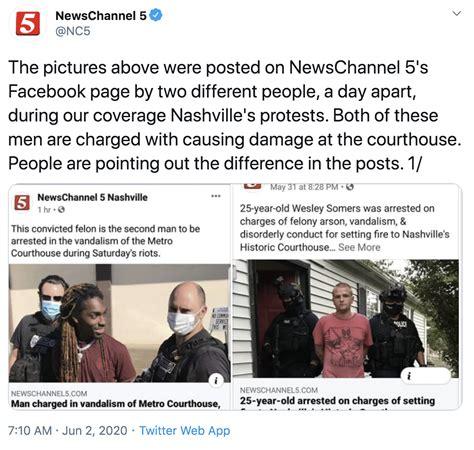 NewsChannel 5
@NC5
The pictures above were posted on NewsChannel 5's
Facebook page by two different people, a day apart,
during our coverage Nashville's protests. Both of these
men are charged with causing damage at the courthouse.
People are pointing out the difference in the posts. 1/
NewsChannel 5 Nashville
1 hr ·
This convicted felon is the second man to be
arrested in the vandalism of the Metro
Courthouse during Saturday's riots.
NEWSCHANNEL5.COM
Man charged in vandalism of Metro Courthouse,
May 31 at 8:28 PM ·
25-year-old Wesley Somers was arrested on
charges of felony arson, vandalism, &
disorderly conduct for setting fire to Nashville's
Historic Courthouse... See More
NEWSCHANNEL5.COM
25-year-old arrested on charges of setting
7:10 AM · Jun 2, 2020 · Twitter Web App